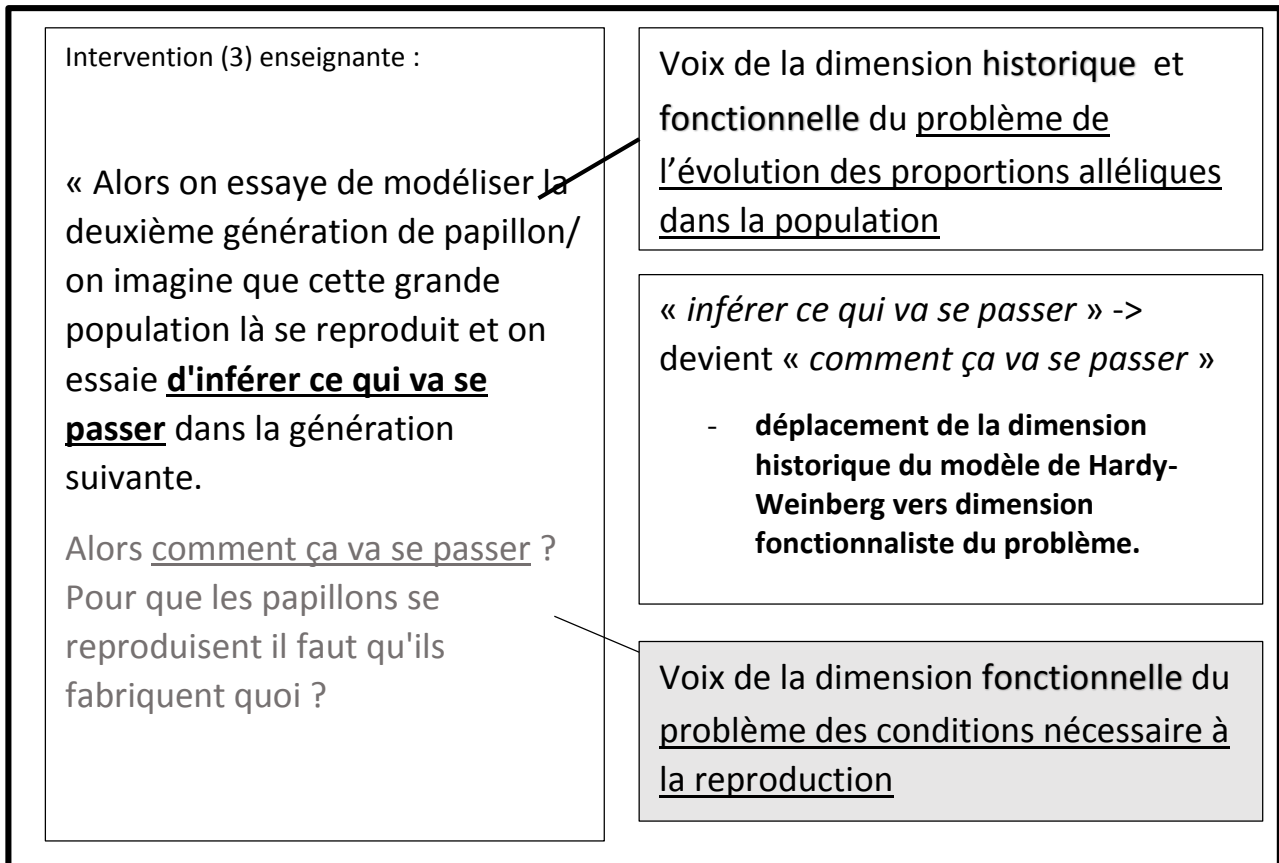 Intervention (3) enseignante :
« Alors on essaye de modéliser la
deuxième génération de papillon/
on imagine que cette grande
population là se reproduit et on
essaie d'inférer ce qui va se
passer dans la génération
suivante.
Alors comment ça va se passer ?
Pour que les papillons se
reproduisent il faut qu'ils
fabriquent quoi ?
Voix de la dimension historique et
fonctionnelle du problème de
l’évolution des proportions alléliques
dans la population
« inférer ce qui va se passer » ->
devient « comment ça va se passer »
- déplacement de la dimension
historique du modèle de Hardy-
Weinberg vers dimension
fonctionnaliste du problème.
Voix de la dimension fonctionnelle du
problème des conditions nécessaire à
la reproduction